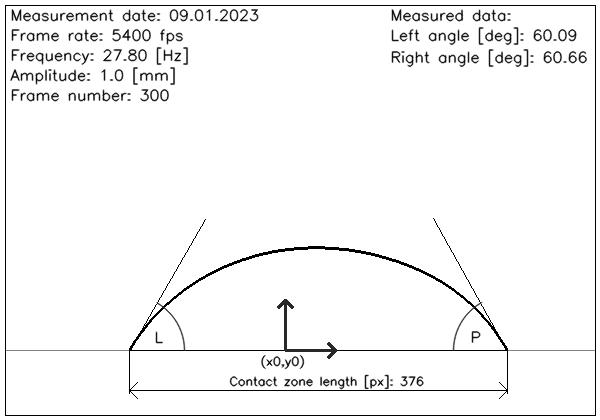 Measurement date: 09.01.2023
Frame rate: 5400 fps
Frequency: 27.80 [Hz]
Amplitude: 1.0 [mm]
Frame number: 300
Measured data:
Left angle [deg]: 60.09
Right angle [deg]: 60.66
L
P
(x0,y0)
Contact zone length [px]: 376